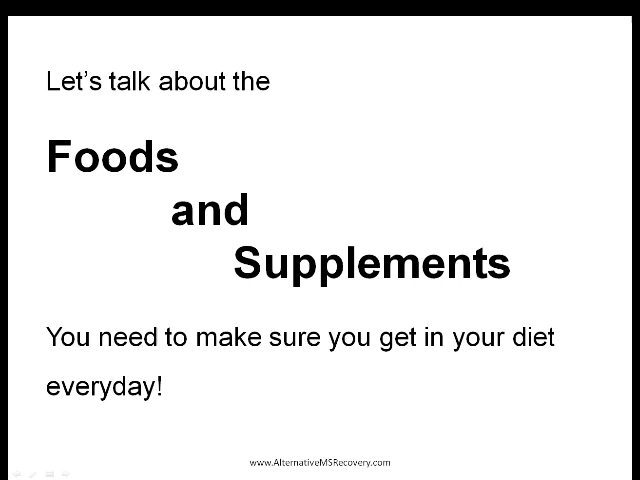 Let's talk about the
Foods
and
Supplements
You need to make sure you get in your diet
everyday!
www.AlternativeMSRecovery.com